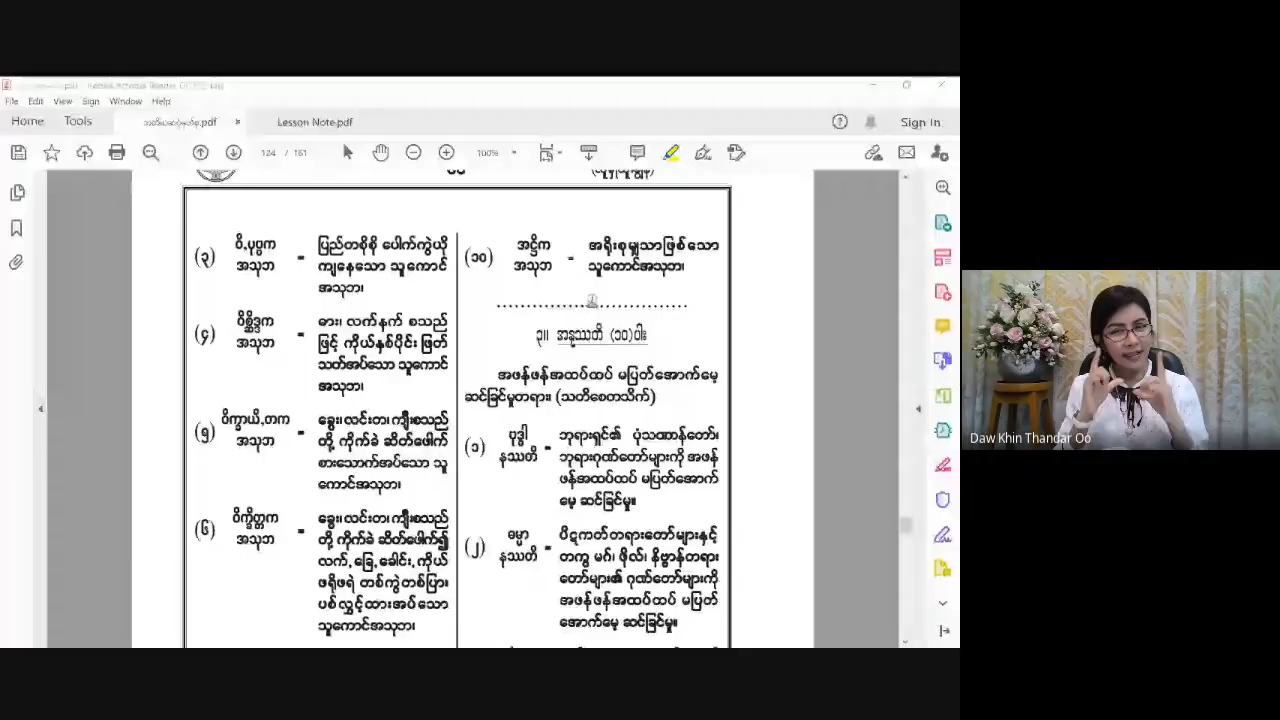 File Edit View Sign Window Help
Home Tools
.pdf × Lesson Note.pdf
Sign In
124 / 161
100%
(၃) ဝိ,ပုဗ္ဗက အသုဘ = ပြည်တစိုစို ပေါက်ကွဲယို
ကျနေသော သူကောင်
အသုဘ၊
(၄) ဝိစ္ဆိဒ္ဒက အသုဘ = ဓား၊ လက်နက် စသည်
ဖြင့် ကိုယ်နှစ်ပိုင်း ဖြတ်
သတ်အပ်သော သူကောင်
အသုဘ၊
(၅) ဝိက္ခာယိ,တက အသုဘ = ခွေး၊ လင်းတ၊ ကျီးစသည်
တို့ ကိုက်ခဲ ဆိတ်ဖေါက်
စားသောက်အပ်သော သူ
ကောင်အသုဘ၊
(၆) ဝိက္ခိတ္တက အသုဘ = ခွေး၊ လင်းတ၊ ကျီးစသည်
တို့ ကိုက်ခဲ ဆိတ်ဖေါက်၍
လက်, ခြေ, ခေါင်း, ကိုယ်
ဖရိုဖရဲ တစ်ကွဲတစ်ပြား၊
ပစ်လွှင့်ထားအပ်သော
သူကောင်အသုဘ၊
(၁၀) အဋ္ဌိက အသုဘ = အရိုးစုမျှသာဖြစ်သော
သူကောင်အသုဘ၊
၃။ အနုဿတိ (၁၀)ပါး
အဖန်ဖန်အထပ်ထပ် မပြတ်အောက်မေ့
ဆင်ခြင်မှုတရား၊ (သတိစေတသိက်)
(၁) ဗုဒ္ဓါ နုဿတိ = ဘုရားရှင်၏ ပုံသဏာန်တော်၊
ဘုရားဂုဏ်တော်များကို အဖန်
ဖန်အထပ်ထပ် မပြတ်အောက်
မေ့ ဆင်ခြင်မှု။
(၂) ဓမ္မာ နုဿတိ = ပိဋကတ်တရားတော်များနှင့်
တကွ မဂ်၊ ဖိုလ်၊ နိဗ္ဗာန်တရား
တော်များ၏ ဂုဏ်တော်များကို
အဖန်ဖန်အထပ်ထပ် မပြတ်
အောက်မေ့ ဆင်ခြင်မှု။
Daw Khin Thandar Oo